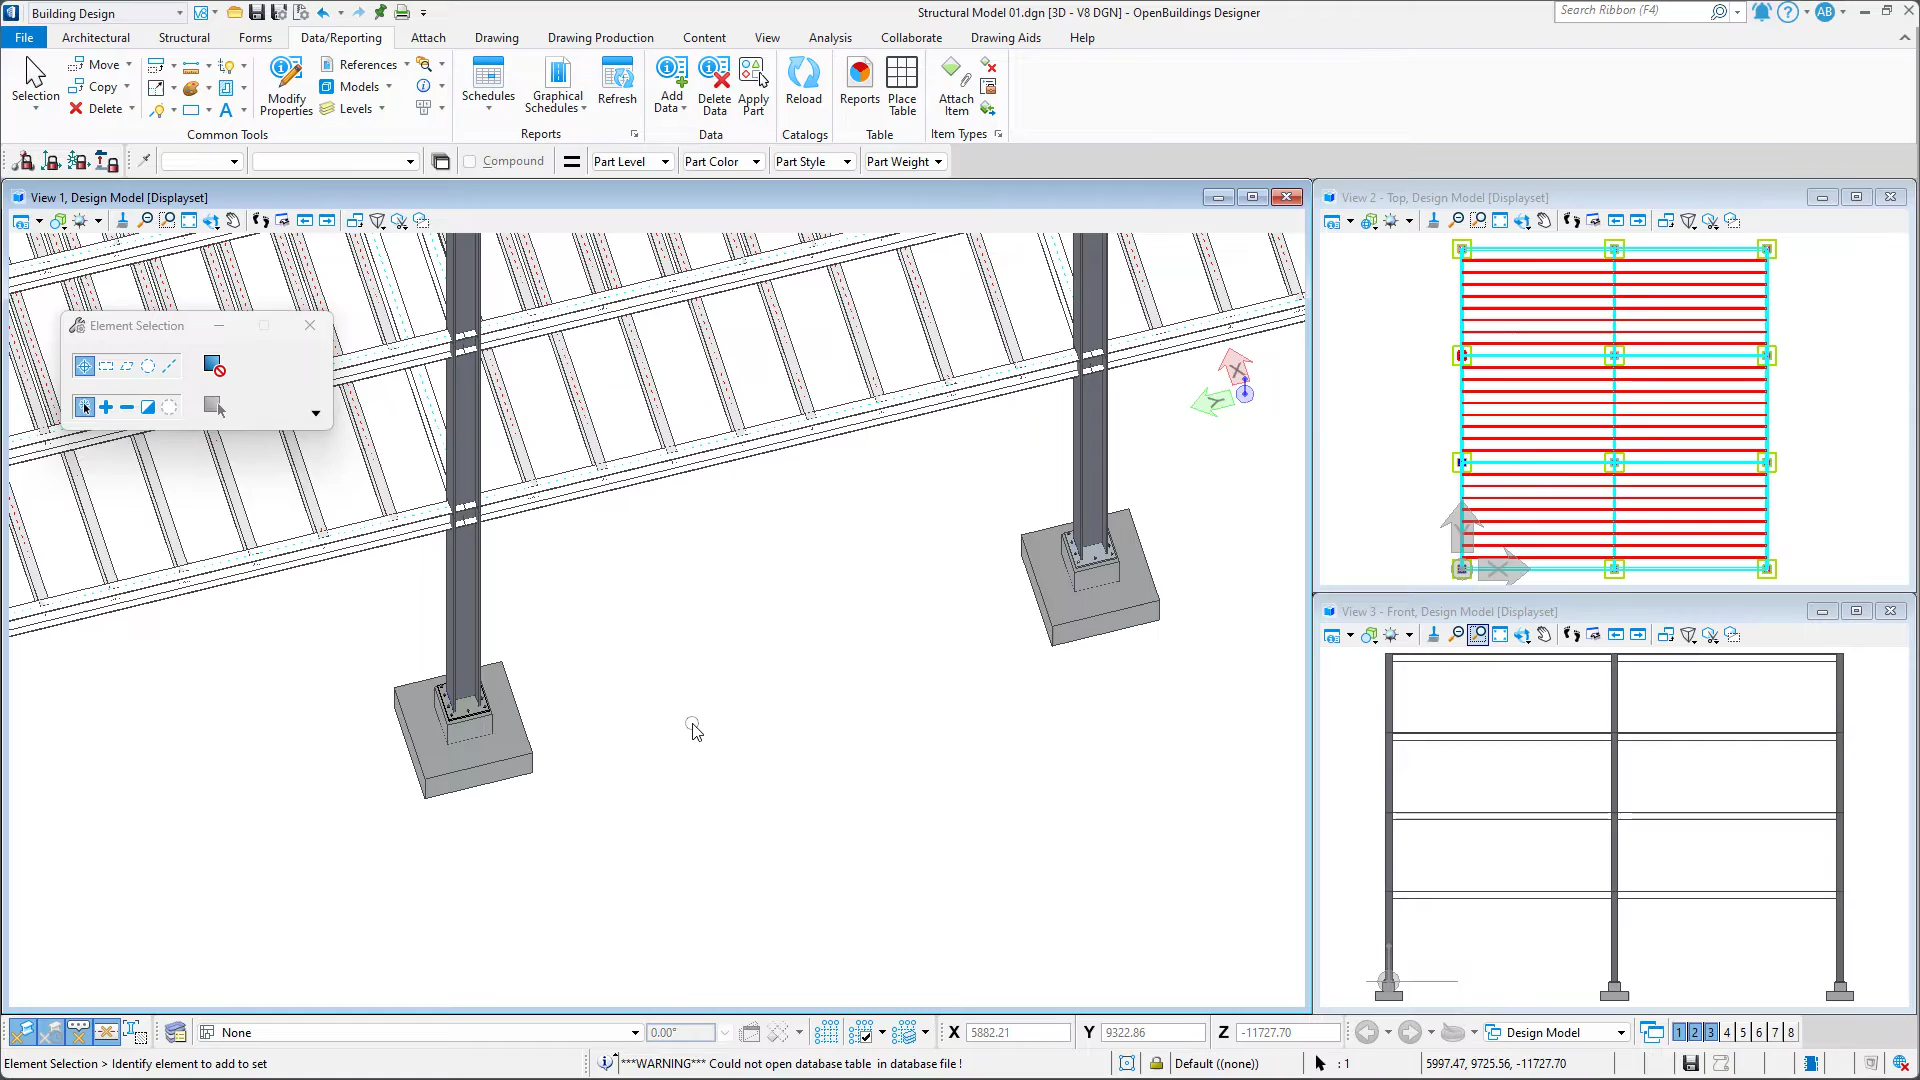 Building Design
Structural Model 01.dgn [3D - V8 DGN] - OpenBuildings Designer
Search Ribbon (F4)
AB
File
Architectural
Structural
Forms
Data/Reporting
Attach
Drawing
Drawing Production
Content
View
Analysis
Collaborate
Drawing Aids
Help
Selection
Move
Copy
Delete
Modify Properties
References
Models
Levels
Common Tools
Schedules
Graphical Schedules
Refresh
Reports
Add Data
Delete Data
Apply Part
Data
Reload
Catalogs
Reports
Place Table
Table
Attach Item
Item Types
Compound
Part Level
Part Color
Part Style
Part Weight
View 1, Design Model [Displayset]
Element Selection
X
Y
View 2 - Top, Design Model [Displayset]
X
View 3 - Front, Design Model [Displayset]
None
0.00°
X
5882.21
Y
9322.86
Z
-11727.70
Design Model
1 2 3 4 5 6 7 8
Element Selection > Identify element to add to set
***WARNING*** Could not open database table in database file !
Default ((none))
: 1
5997.47, 9725.56, -11727.70